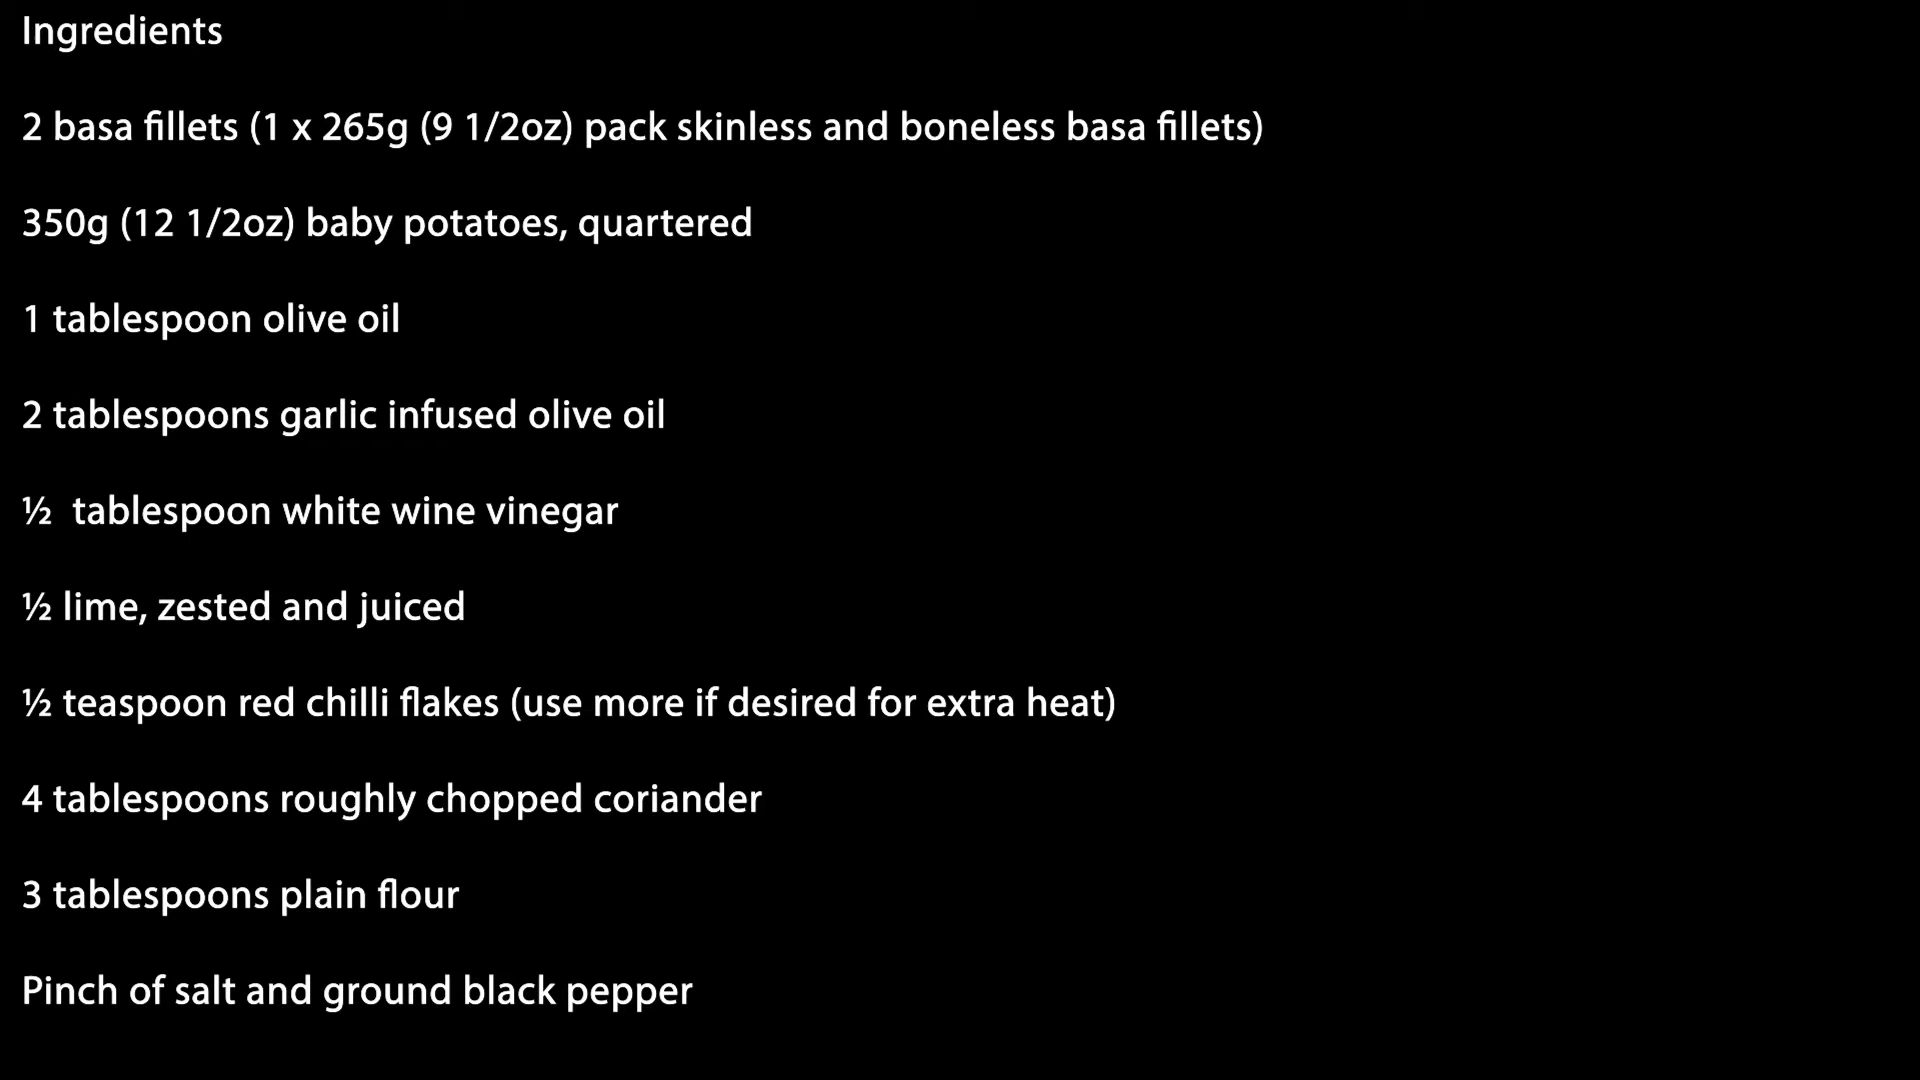 Ingredients
2 basa fillets (1 x 265g (9 1/2oz) pack skinless and boneless basa fillets)
350g (12 1/2oz) baby potatoes, quartered
1 tablespoon olive oil
2 tablespoons garlic infused olive oil
½  tablespoon white wine vinegar
½ lime, zested and juiced
½ teaspoon red chilli flakes (use more if desired for extra heat)
4 tablespoons roughly chopped coriander
3 tablespoons plain flour
Pinch of salt and ground black pepper